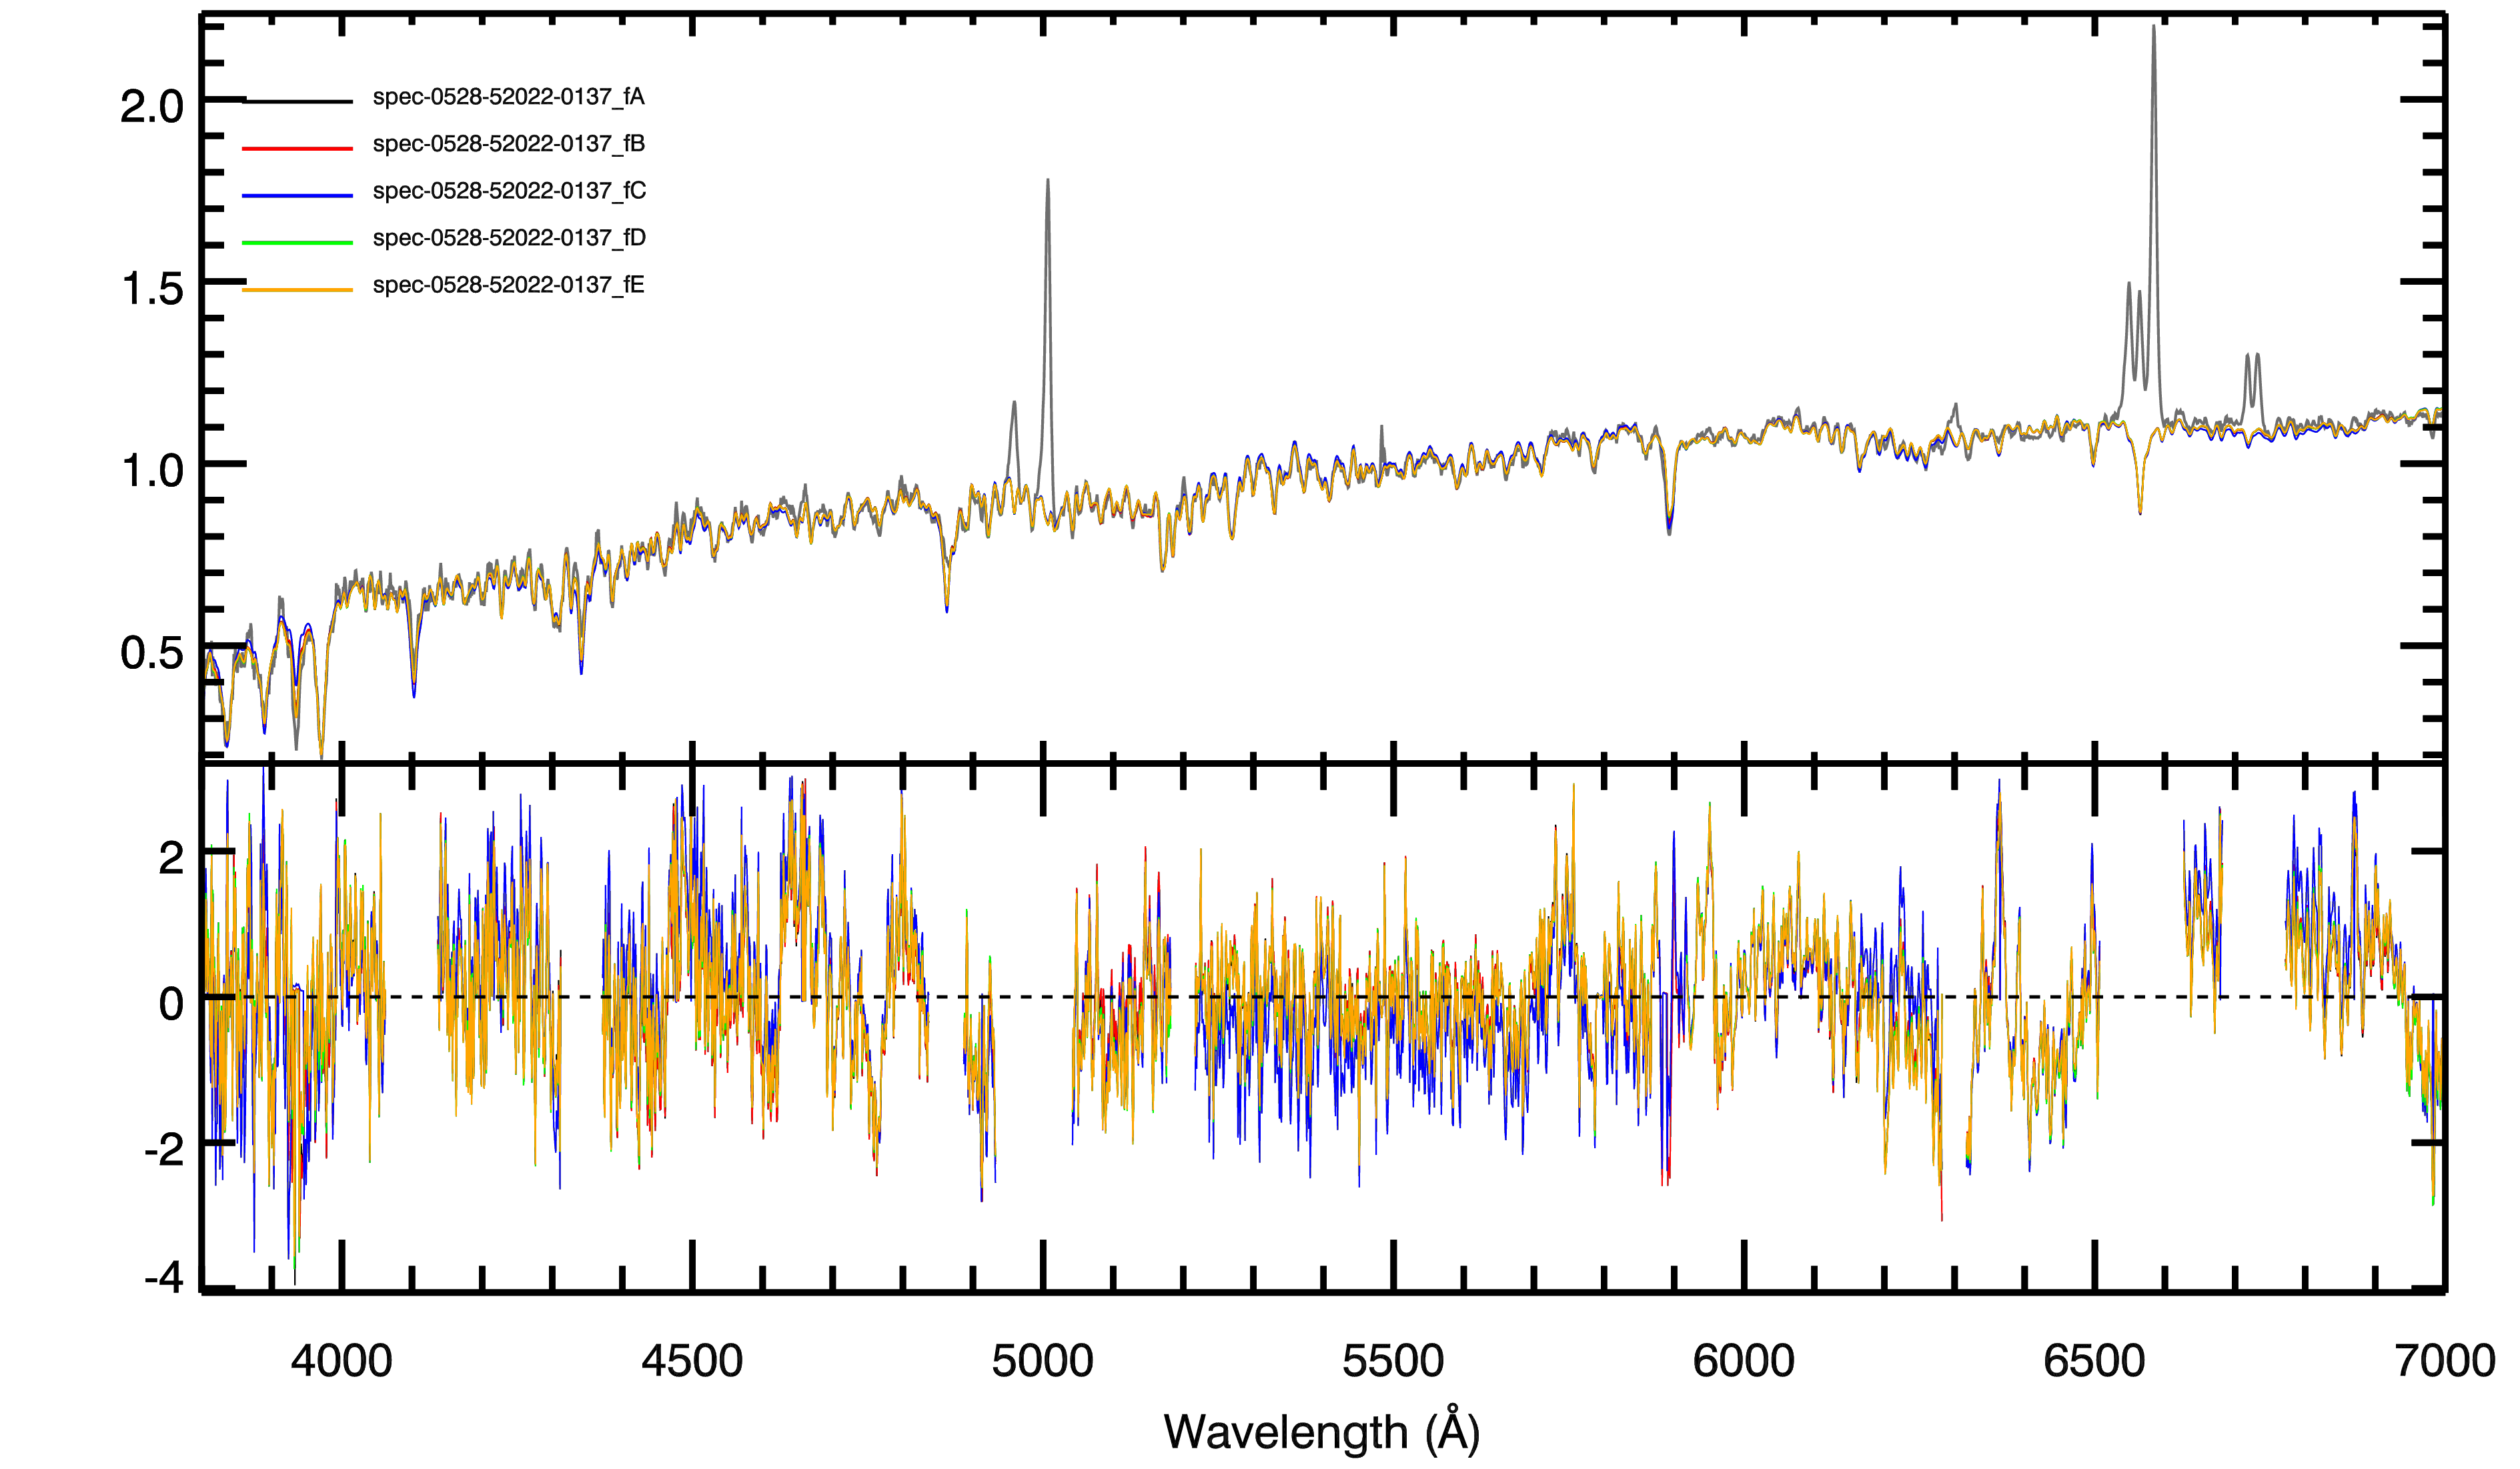 2.0
1.5
1.0
0.5
spec-0528-52022-0137_fA
spec-0528-52022-0137_fB
spec-0528-52022-0137_fC
spec-0528-52022-0137_fD
spec-0528-52022-0137_fE
2
0
-2
-4
4000 4500 5000 5500 6000 6500 7000
Wavelength (Å)